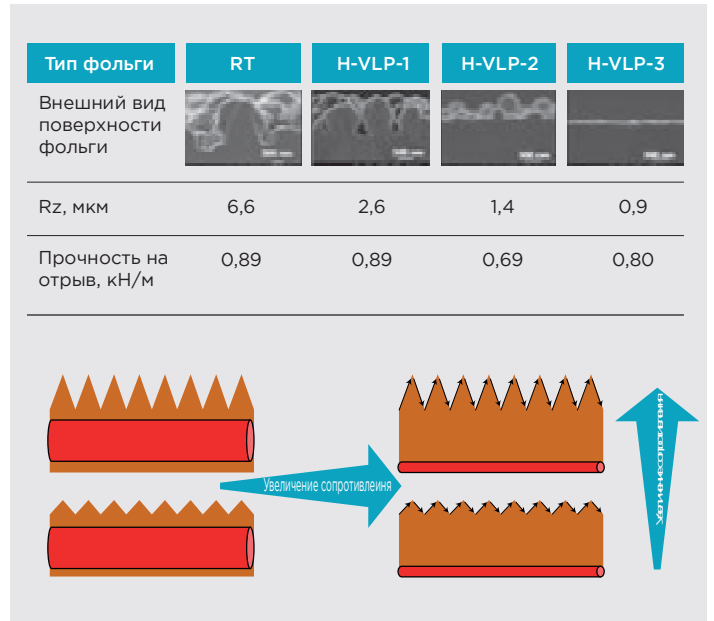 Тип фольги RT H-VLP-1 H-VLP-2 H-VLP-3
Внешний вид
поверхности
фольги
Rz, мкм 6,6 2,6 1,4 0,9
Прочность на
отрыв, кН/м 0,89 0,89 0,69 0,80
Увеличение сопротивлеиня
Увеличение сопротивления